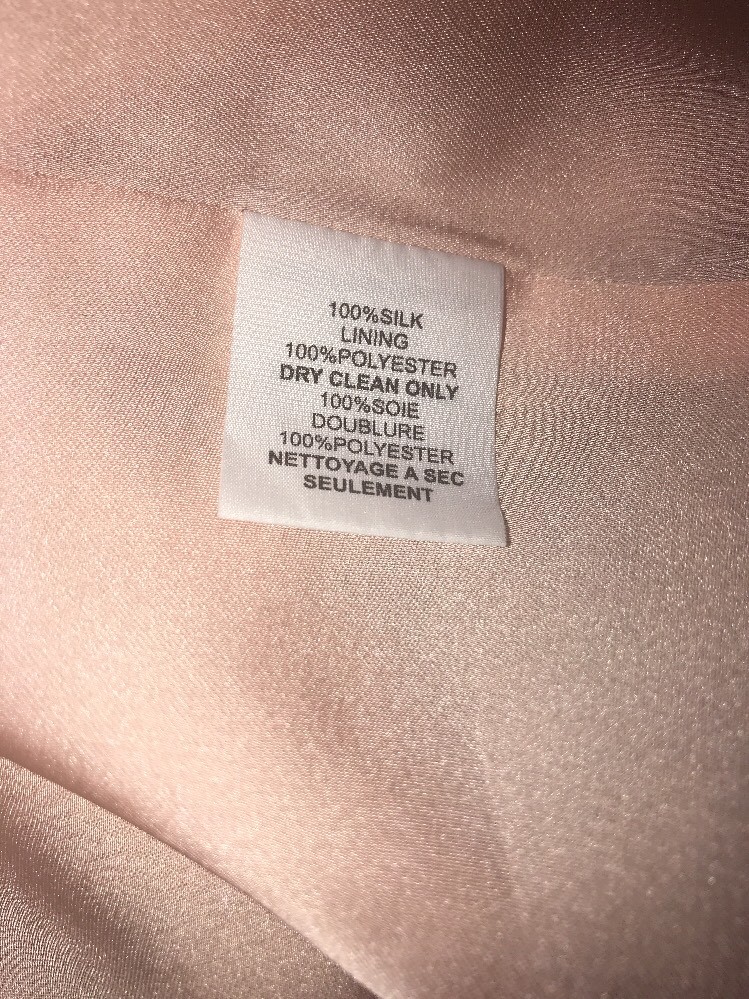 100%SILK
LINING
100%POLYESTER
DRY CLEAN ONLY
100%SOIE
DOUBLURE
100%POLYESTER
NETTOYAGE A SEC
SEULEMENT